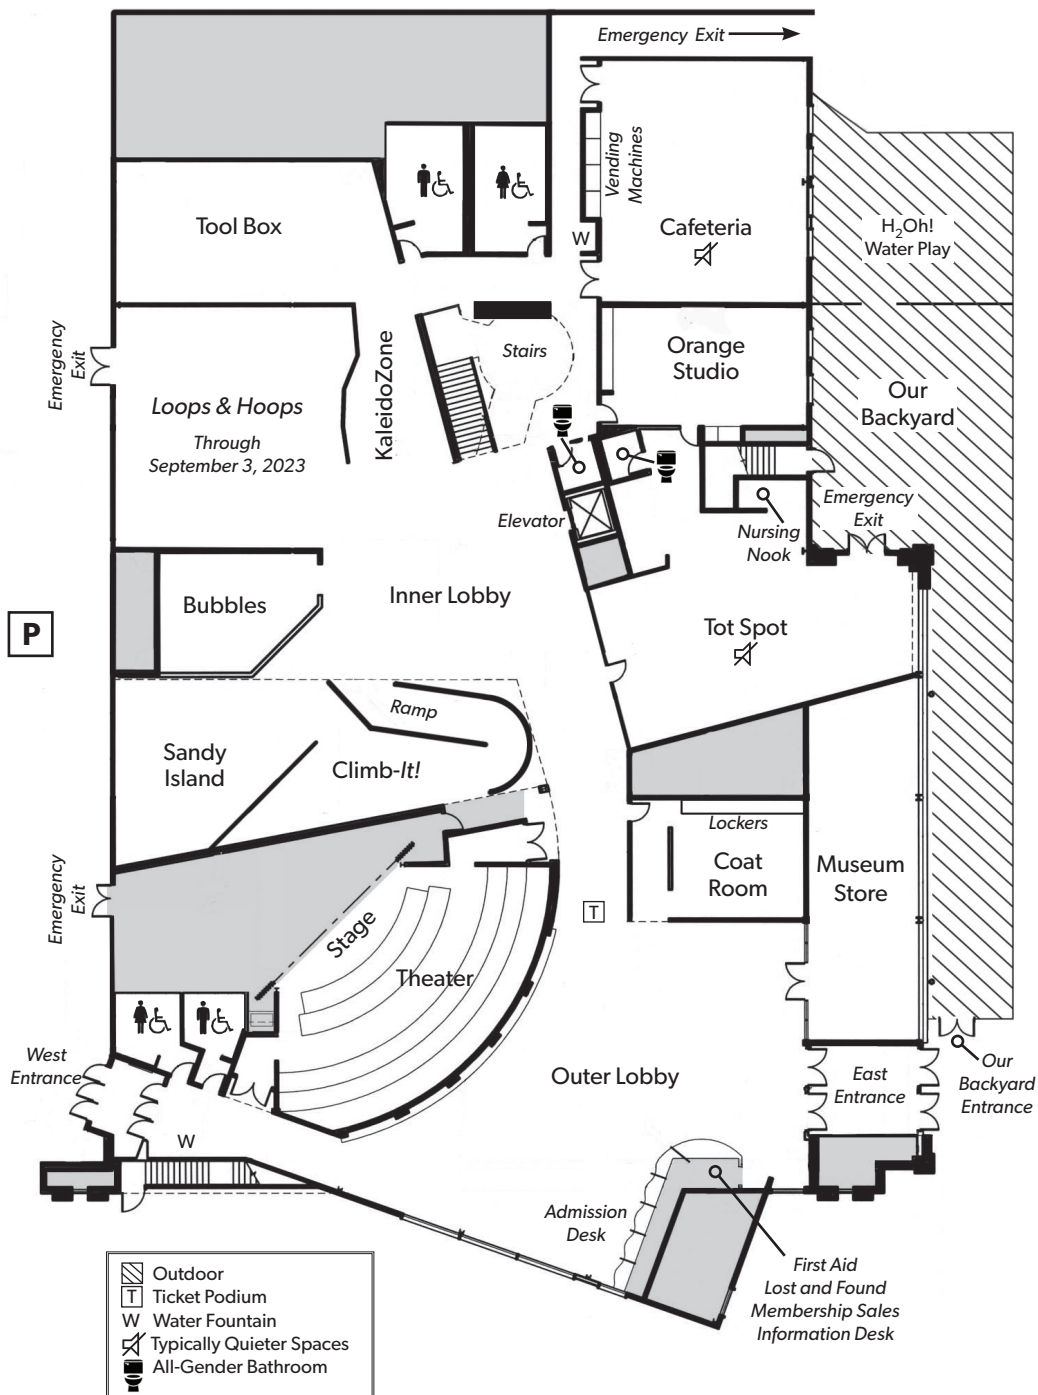 Emergency Exit
Vending
Machines
Tool Box
W
Cafeteria
H₂Oh!
Water Play
Emergency
Exit
Loops & Hoops
Through
September 3, 2023
KaleidoZone
Stairs
Orange
Studio
Our
Backyard
Elevator
Nursing
Nook
Emergency
Exit
P
Bubbles
Inner Lobby
Tot Spot
Ramp
Sandy
Island
Climb-It!
Lockers
Coat
Room
Museum
Store
Emergency
Exit
Stage
Theater
T
West
Entrance
W
Outer Lobby
East
Entrance
Our
Backyard
Entrance
Admission
Desk
First Aid
Lost and Found
Membership Sales
Information Desk
Outdoor
T Ticket Podium
W Water Fountain
Typically Quieter Spaces
All-Gender Bathroom